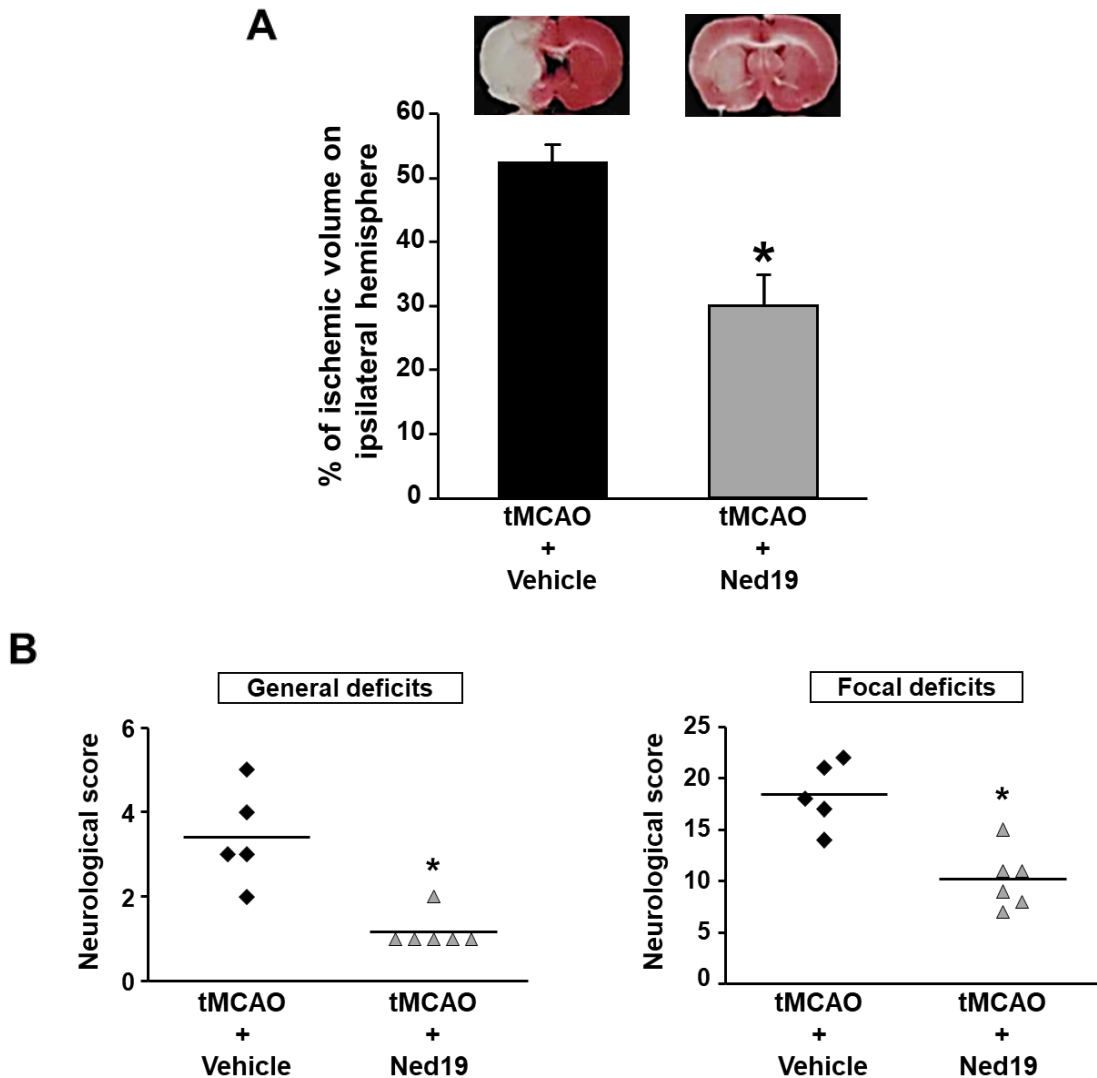 A
% of ischemic volume on
ipsilateral hemisphere
60
50
40
30
20
10
0
*
tMCAO
+
Vehicle
tMCAO
+
Ned19
B
General deficits
Neurological score
6
4
2
0
*
tMCAO
+
Vehicle
tMCAO
+
Ned19
Focal deficits
Neurological score
25
20
15
10
5
0
*
tMCAO
+
Vehicle
tMCAO
+
Ned19